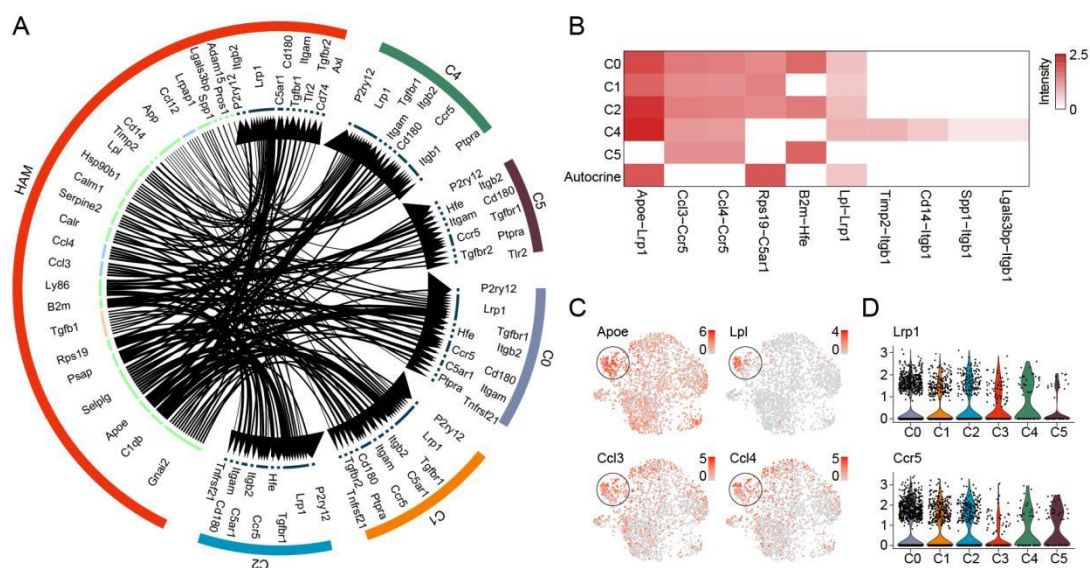 A
HAM
Gnai2
C1qb
Apoe
Selplg
Psap
Rps19
Tgfb1
B2m
Ly86
Ccl3
Ccl4
Calr
Serpine2
Calm1
Hsp90b1
Lpl
Timp2
Cd14
App
Ccl12
Lrpap1
Spp1
Lgals3bp
Pros1
Adam15
P2ry12
Itgb2
Lrp1
C5ar1
Cd180
Tgfbr1
Itgam
Tlr2
Tgfbr2
Cd74
Axl
C4
P2ry12
Lrp1
Tgfbr1
Itgam
Itgb2
Cd180
Ccr5
Itgb1
Ptpra
C5
P2ry12
Itgb2
Hfe
Cd180
Itgam
Tgfbr1
Ccr5
Ptpra
Tgfbr2
Tlr2
C0
P2ry12
Lrp1
Tgfbr1
Hfe
Itgb2
Ccr5
Cd180
C5ar1
Itgam
Ptpra
Tnfrsf21
C1
P2ry12
Lrp1
Tgfbr1
Itgb2
C5ar1
Itgam
Ccr5
Cd180
Ptpra
Tgfbr2
Tnfrsf21
C2
P2ry12
Lrp1
Tgfbr1
Hfe
Ccr5
Itgb2
C5ar1
Itgam
Cd180
Tnfrsf21
B
C0
C1
C2
C4
C5
Autocrine
Apoe–Lrp1
Ccl3–Ccr5
Ccl4–Ccr5
Rps19–C5ar1
B2m–Hfe
Lpl–Lrp1
Timp2–Itgb1
Cd14–Itgb1
Spp1–Itgb1
Lgals3bp–Itgb1
Intensity
2.5
0
C
Apoe
6
0
Lpl
4
0
Ccl3
5
0
Ccl4
5
0
D
Lrp1
3
2
1
0
C0 C1 C2 C3 C4 C5
Ccr5
3
2
1
0
C0 C1 C2 C3 C4 C5